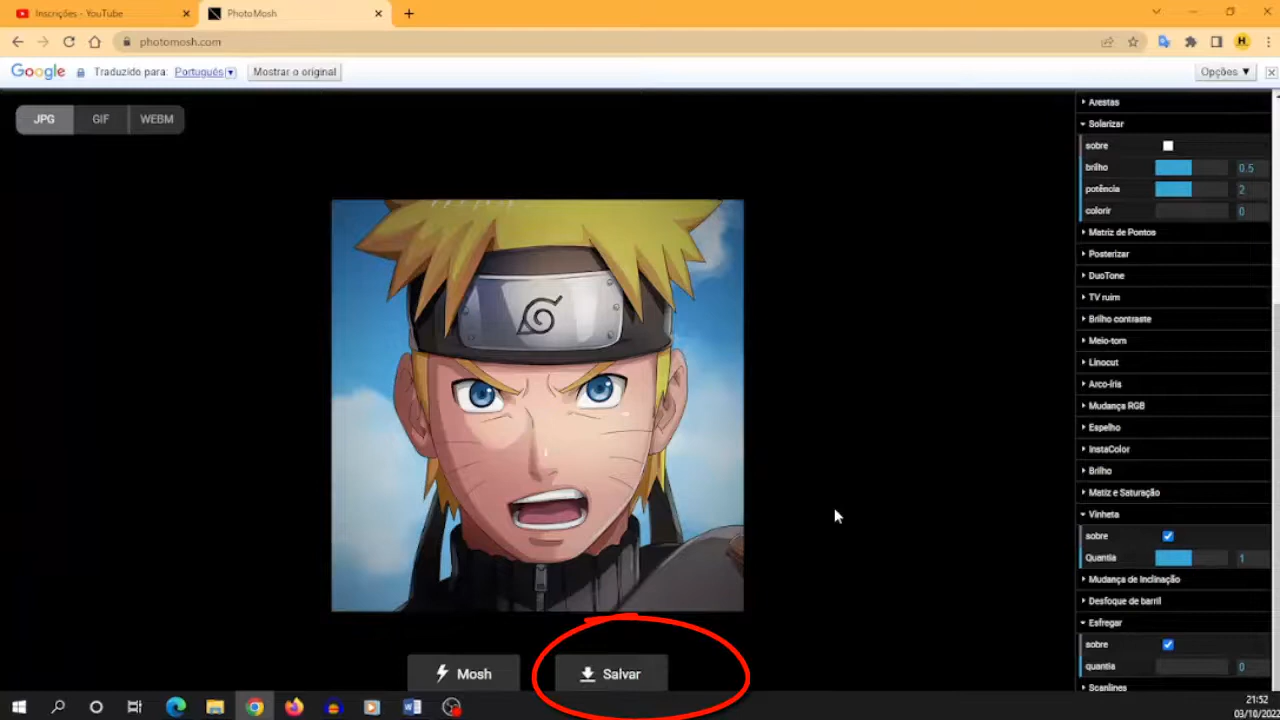 Inscrições - YouTube
PhotoMosh
photomosh.com
H
Google
Traduzido para:
Português
Mostrar o original
Opções
JPG
GIF
WEBM
Arestas
Solarizar
sobre
brilho 0.5
potência 2
colorir 0
Matriz de Pontos
Posterizar
DuoTone
TV ruim
Brilho contraste
Meio-tom
Linocut
Arco-íris
Mudança RGB
Espelho
InstaColor
Brilho
Matiz e Saturação
Vinheta
sobre
Quantia 1
Mudança de Inclinação
Desfoque de barril
Esfregar
sobre
quantia 0
Scanlines
Mosh
Salvar
21:52
03/10/2022